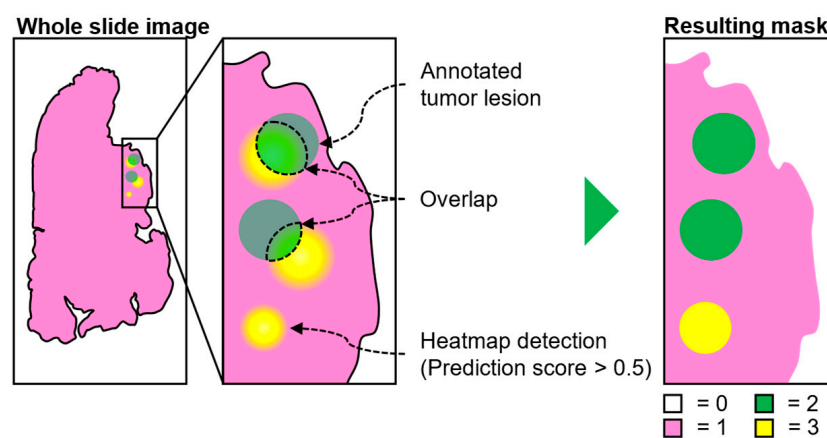 Whole slide image
Resulting mask
Annotated
tumor lesion
Overlap
Heatmap detection
(Prediction score > 0.5)
= 0
= 2
= 1
= 3